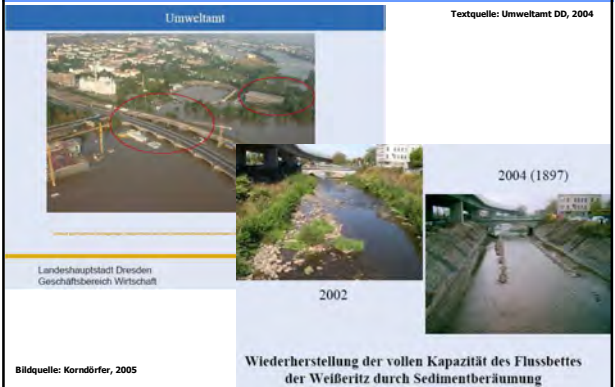 Umweltamt
Textquelle: Umweltamt DD, 2004
2004 (1897)
2002
Landeshauptstadt Dresden
Geschäftsbereich Wirtschaft
Bildquelle: Korndörfer, 2005
Wiederherstellung der vollen Kapazität des Flussbettes
der Weißeritz durch Sedimentberäumung